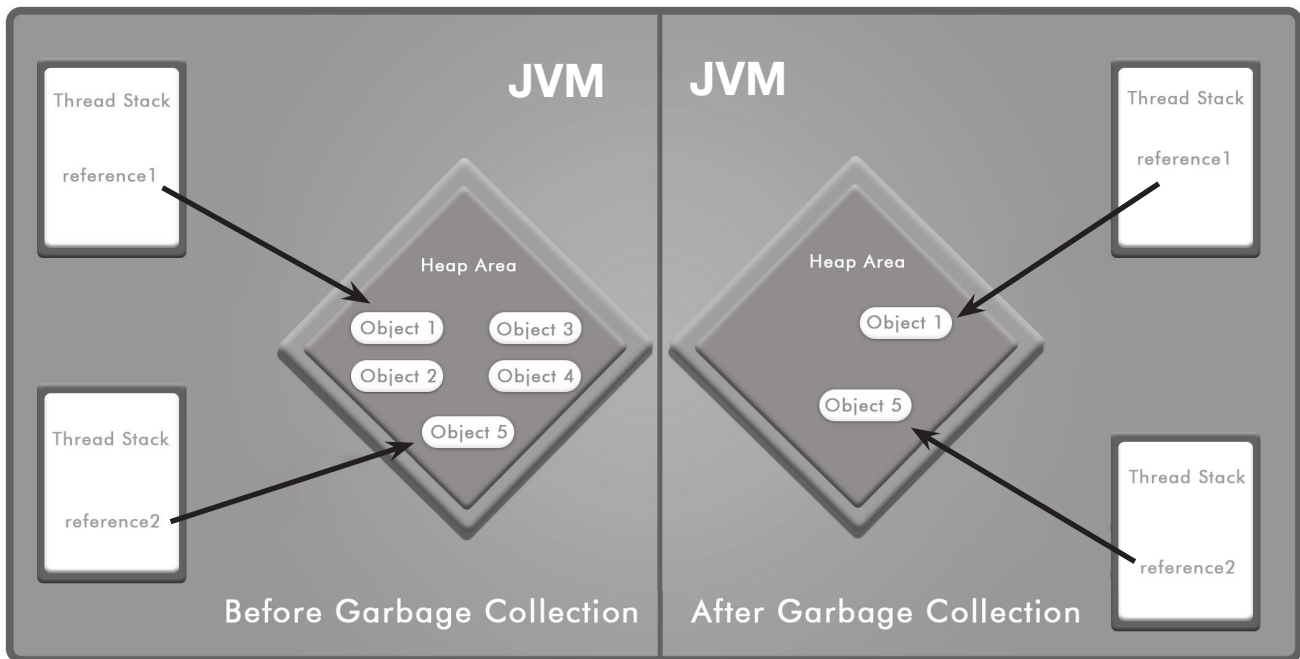 JVM
Thread Stack
reference1
Heap Area
Object 1
Object 3
Object 2
Object 4
Object 5
Thread Stack
reference2
Before Garbage Collection
JVM
Thread Stack
reference1
Heap Area
Object 1
Object 5
Thread Stack
reference2
After Garbage Collection